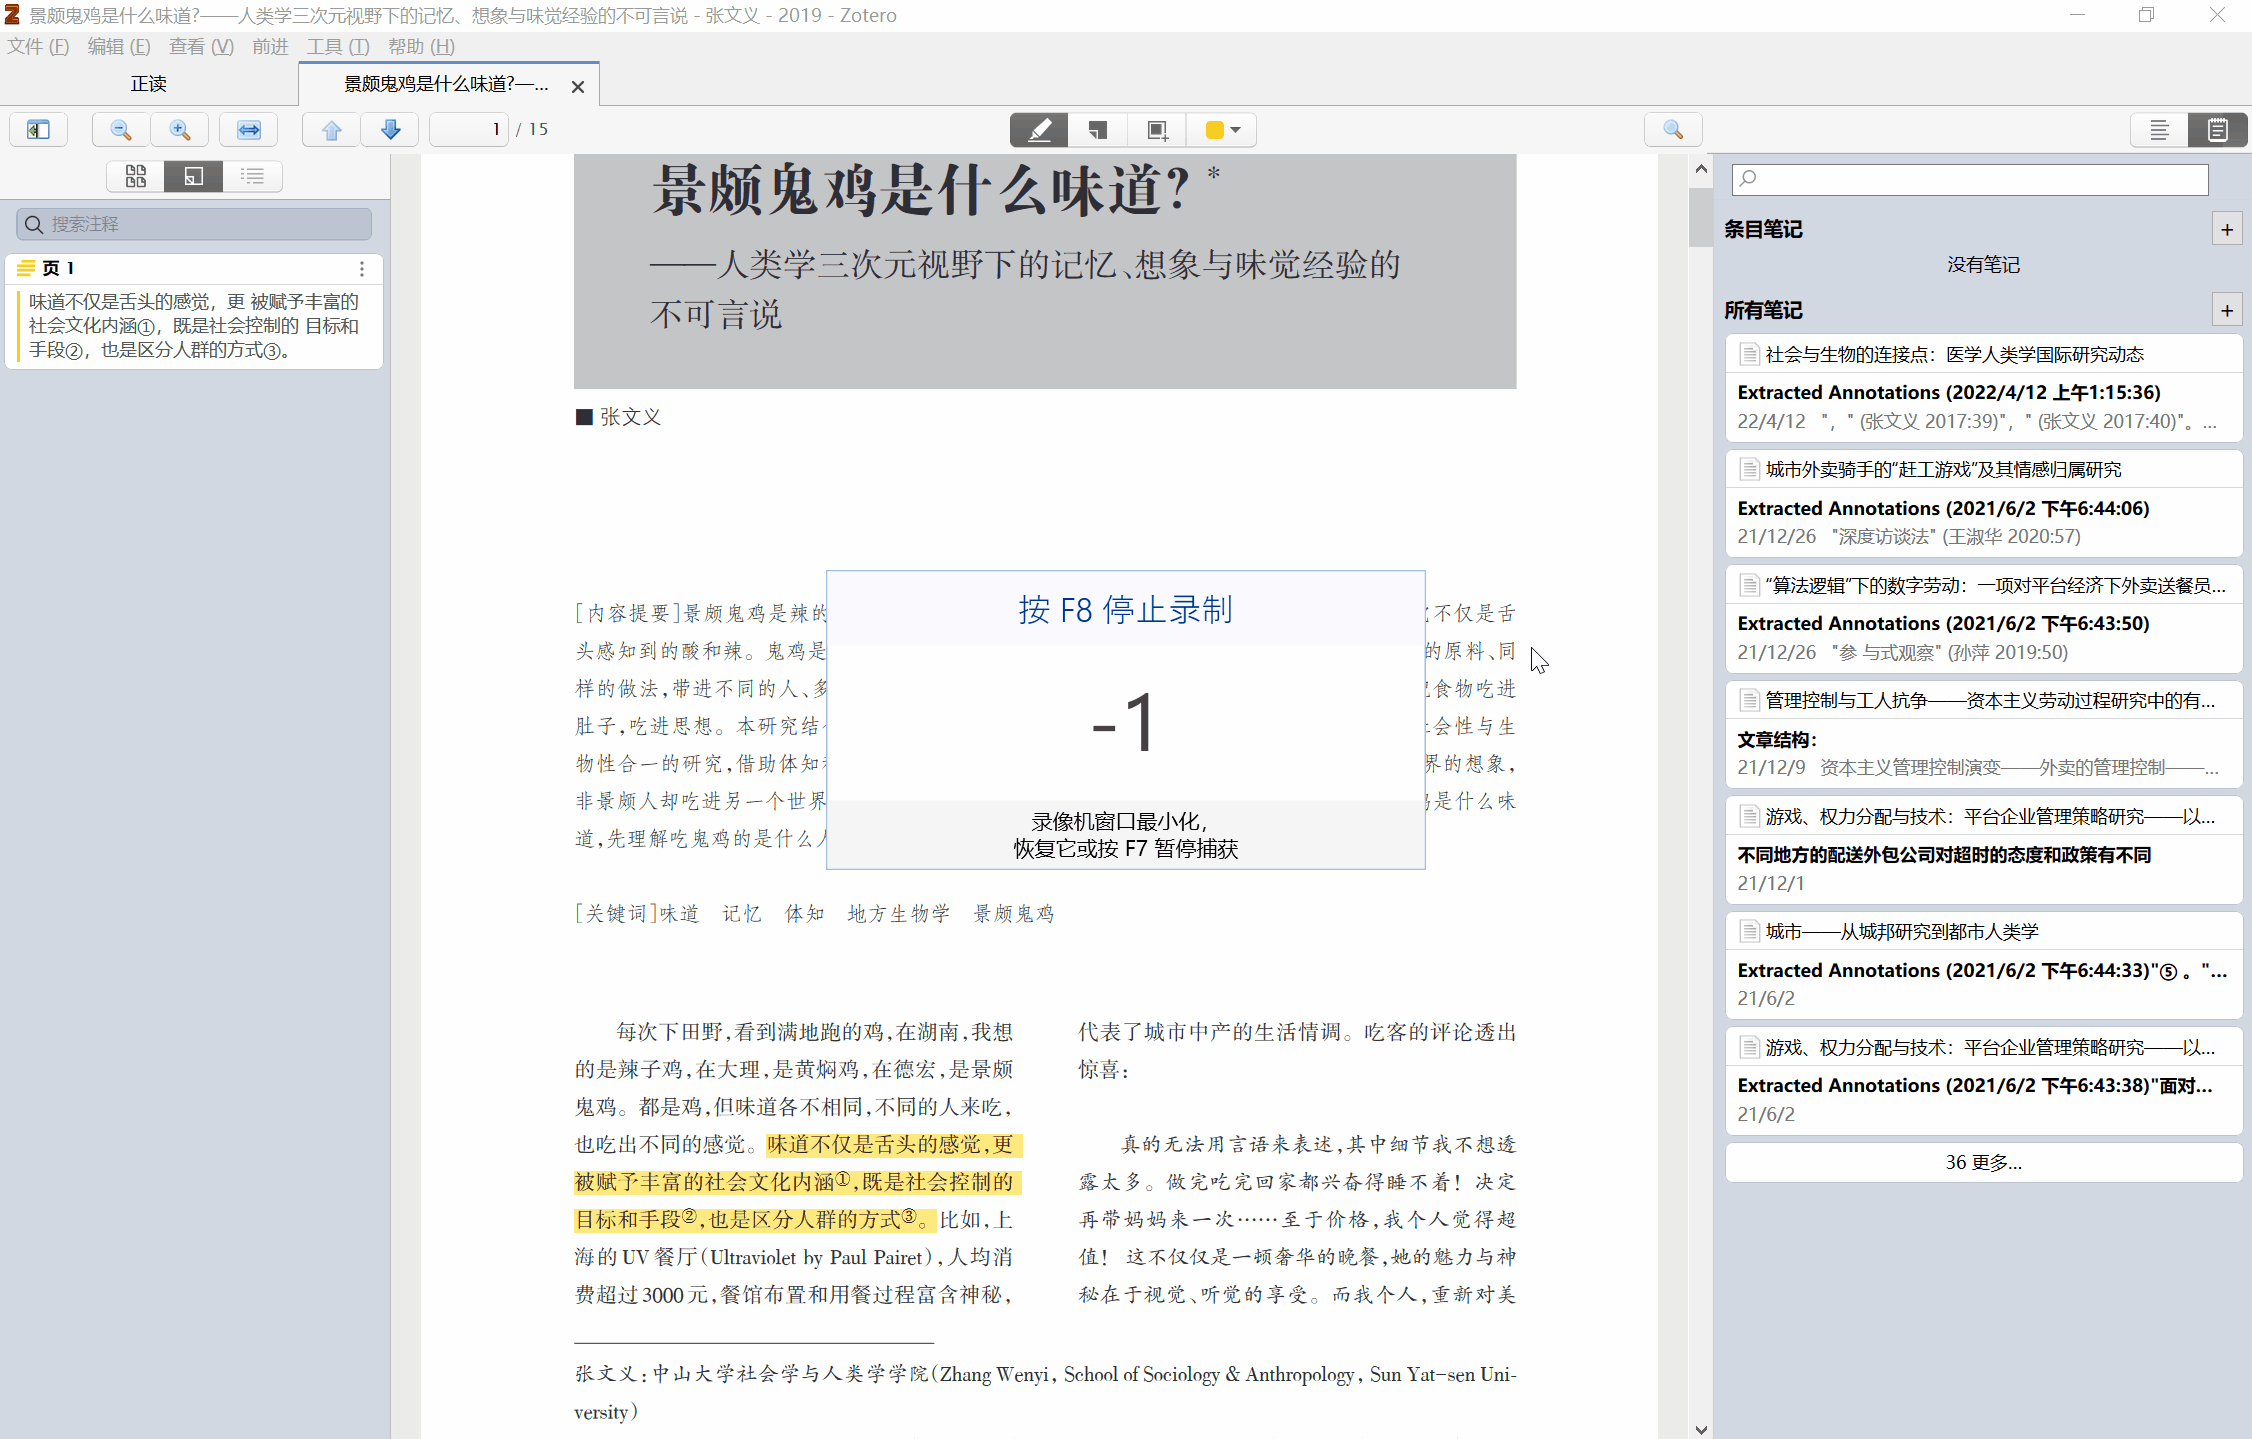 景颇鬼鸡是什么味道?——人类学三次元视野下的记忆、想象与味觉经验的不可言说 - 张文义 - 2019 - Zotero
文件 (F) 编辑 (E) 查看 (V) 前进 工具 (T) 帮助 (H)
正读
景颇鬼鸡是什么味道?—...
1 / 15
搜索注释
页 1
味道不仅是舌头的感觉，更 被赋予丰富的
社会文化内涵①，既是社会控制的 目标和
手段②，也是区分人群的方式③。
景颇鬼鸡是什么味道？*
——人类学三次元视野下的记忆、想象与味觉经验的
不可言说
■ 张文义
[内容提要]景颇鬼鸡是辣的
不仅是舌
头感知到的酸和辣。鬼鸡是
的原料、同
样的做法,带进不同的人、多
食物吃进
肚子,吃进思想。本研究结
会性与生
物性合一的研究,借助体知
界的想象,
非景颇人却吃进另一个世界
是什么味
道,先理解吃鬼鸡的是什么
按 F8 停止录制
-1
录像机窗口最小化，
恢复它或按 F7 暂停捕获
[关键词]味道 记忆 体知 地方生物学 景颇鬼鸡
每次下田野,看到满地跑的鸡,在湖南,我想
的是辣子鸡,在大理,是黄焖鸡,在德宏,是景颇
鬼鸡。都是鸡,但味道各不相同,不同的人来吃,
也吃出不同的感觉。味道不仅是舌头的感觉,更
被赋予丰富的社会文化内涵①,既是社会控制的
目标和手段②,也是区分人群的方式③。比如,上
海的 UV 餐厅(Ultraviolet by Paul Pairet),人均消
费超过3000元,餐馆布置和用餐过程富含神秘,
代表了城市中产的生活情调。吃客的评论透出
惊喜:
真的无法用言语来表述,其中细节我不想透
露太多。做完吃完回家都兴奋得睡不着！决定
再带妈妈来一次……至于价格,我个人觉得超
值！这不仅仅是一顿奢华的晚餐,她的魅力与神
秘在于视觉、听觉的享受。而我个人,重新对美
张文义:中山大学社会学与人类学学院(Zhang Wenyi, School of Sociology & Anthropology, Sun Yat-sen Uni-
versity)
条目笔记
+
没有笔记
所有笔记
+
社会与生物的连接点：医学人类学国际研究动态
Extracted Annotations (2022/4/12 上午1:15:36)
22/4/12 "，" (张文义 2017:39)"，" (张文义 2017:40)"。...
城市外卖骑手的“赶工游戏”及其情感归属研究
Extracted Annotations (2021/6/2 下午6:44:06)
21/12/26 "深度访谈法" (王淑华 2020:57)
“算法逻辑”下的数字劳动：一项对平台经济下外卖送餐员...
Extracted Annotations (2021/6/2 下午6:43:50)
21/12/26 "参 与式观察" (孙萍 2019:50)
管理控制与工人抗争——资本主义劳动过程研究中的有...
文章结构：
21/12/9 资本主义管理控制演变——外卖的管理控制——...
游戏、权力分配与技术：平台企业管理策略研究——以...
不同地方的配送外包公司对超时的态度和政策有不同
21/12/1
城市——从城邦研究到都市人类学
Extracted Annotations (2021/6/2 下午6:44:33)"⑤ 。"...
21/6/2
游戏、权力分配与技术：平台企业管理策略研究——以...
Extracted Annotations (2021/6/2 下午6:43:38)"面对...
21/6/2
36 更多...